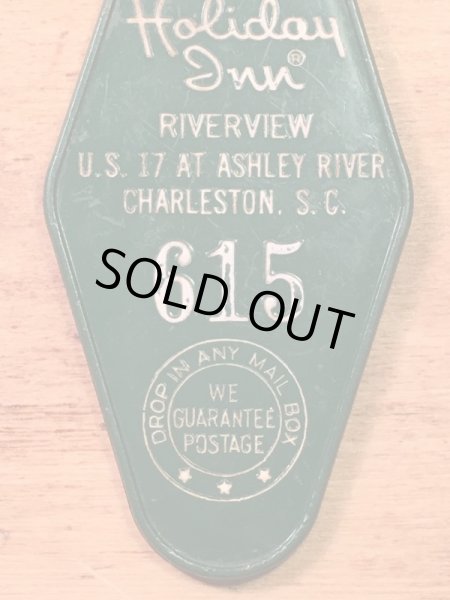 Holiday
Inn®
RIVERVIEW
U.S. 17 AT ASHLEY RIVER
CHARLESTON, S. C.
615
SOLD OUT
DROP IN ANY MAIL BOX
WE
GUARANTEE
POSTAGE